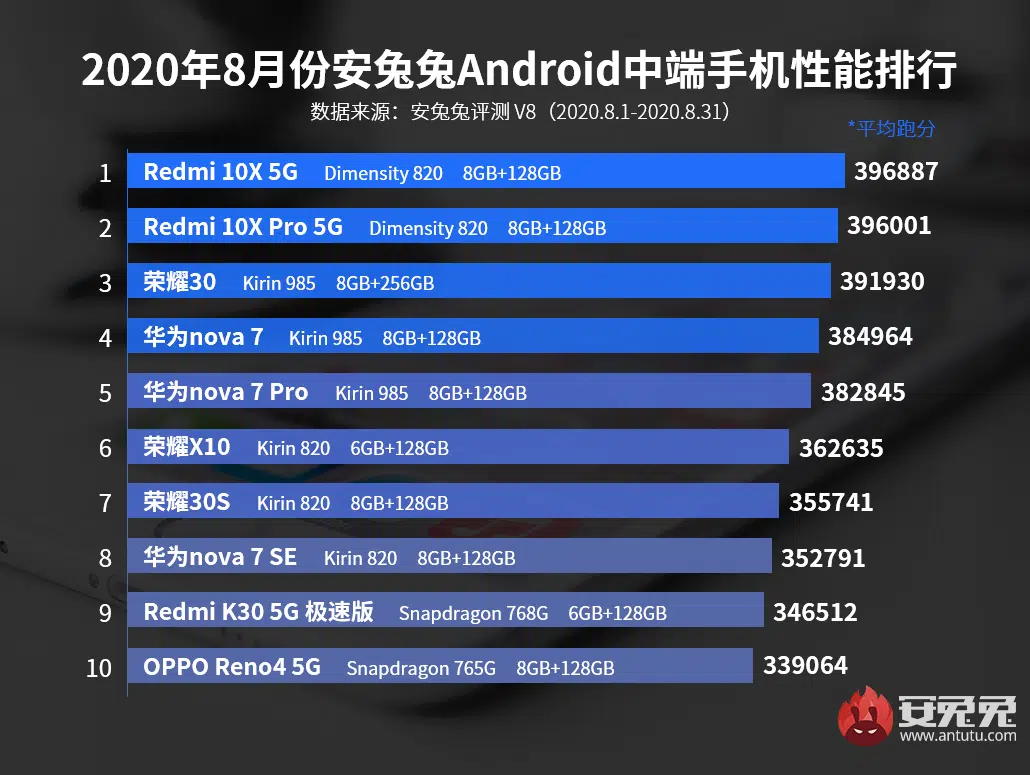 2020年8月份安兔兔Android中端手机性能排行
数据来源：安兔兔评测 V8（2020.8.1-2020.8.31）
*平均跑分
1 Redmi 10X 5G Dimensity 820 8GB+128GB 396887
2 Redmi 10X Pro 5G Dimensity 820 8GB+128GB 396001
3 荣耀30 Kirin 985 8GB+256GB 391930
4 华为nova 7 Kirin 985 8GB+128GB 384964
5 华为nova 7 Pro Kirin 985 8GB+128GB 382845
6 荣耀X10 Kirin 820 6GB+128GB 362635
7 荣耀30S Kirin 820 8GB+128GB 355741
8 华为nova 7 SE Kirin 820 8GB+128GB 352791
9 Redmi K30 5G 极速版 Snapdragon 768G 6GB+128GB 346512
10 OPPO Reno4 5G Snapdragon 765G 8GB+128GB 339064
安兔兔
www.antutu.com